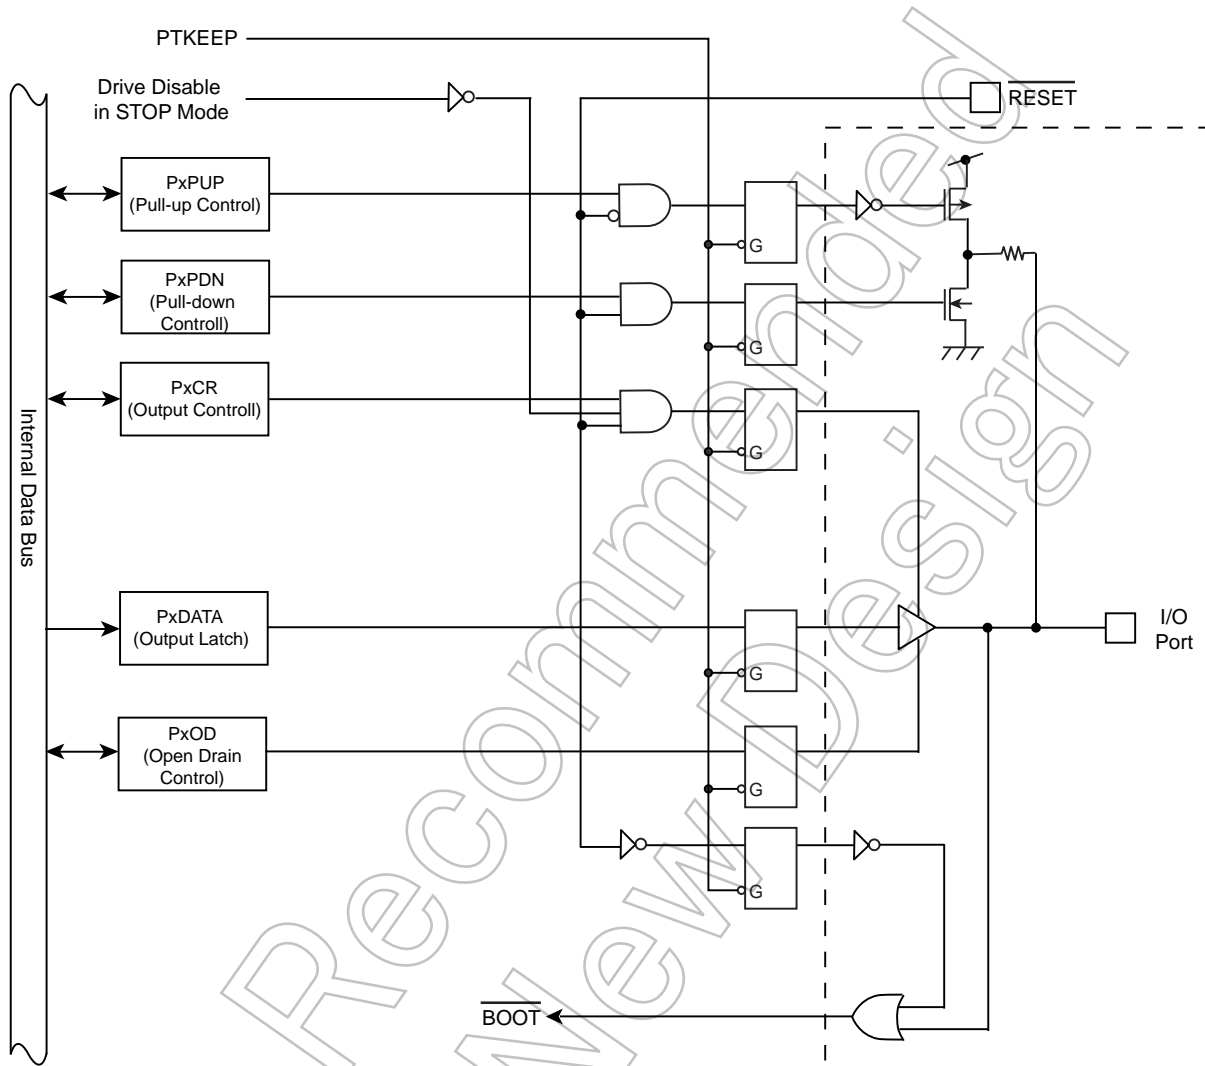 PTKEEP
Drive Disable
in STOP Mode
RESET
PxPUP
(Pull-up Control)
G
PxPDN
(Pull-down
Controll)
G
PxCR
(Output Controll)
G
Internal Data Bus
PxDATA
(Output Latch)
G
I/O
Port
PxOD
(Open Drain
Control)
G
G
BOOT
Recommended
New Design